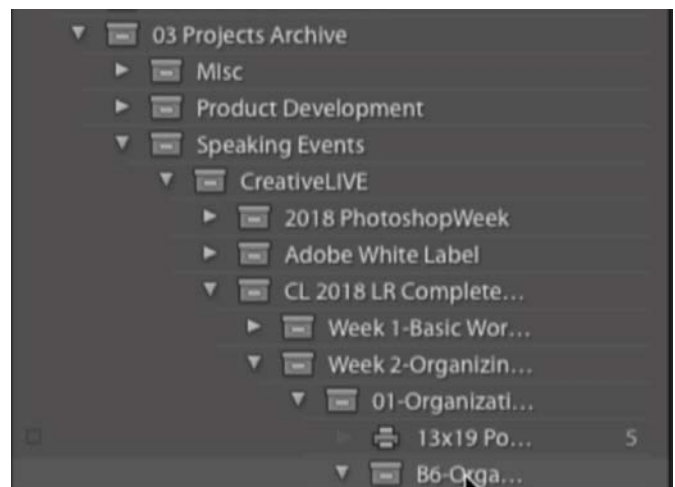 03 Projects Archive
MIsc
Product Development
Speaking Events
CreativeLIVE
2018 PhotoshopWeek
Adobe White Label
CL 2018 LR Complete...
Week 1-Basic Wor...
Week 2-Organizin...
01-Organizati...
13x19 Po... 5
B6-Orga...